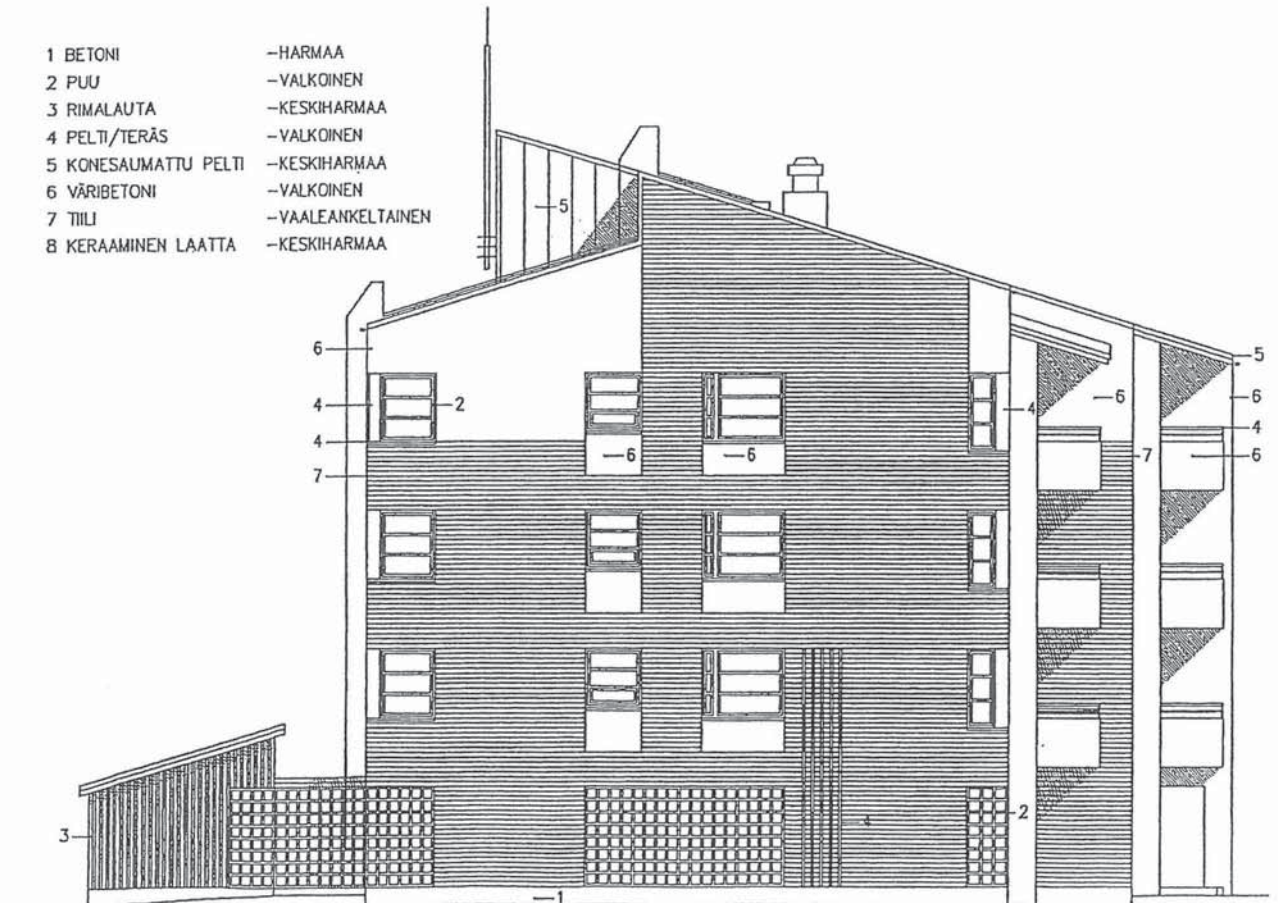 1 BETONI -HARMAA
2 PUU -VALKOINEN
3 RIMALAUTA -KESKIHARMAA
4 PELTI/TERÄS -VALKOINEN
5 KONESAUMATTU PELTI -KESKIHARMAA
6 VÄRIBETONI -VALKOINEN
7 TIILI -VAALEANKELTAINEN
8 KERAAMINEN LAATTA -KESKIHARMAA
5
6
5
4
2
4
6
6
4
4
6
6
7
6
7
3
4
2
1